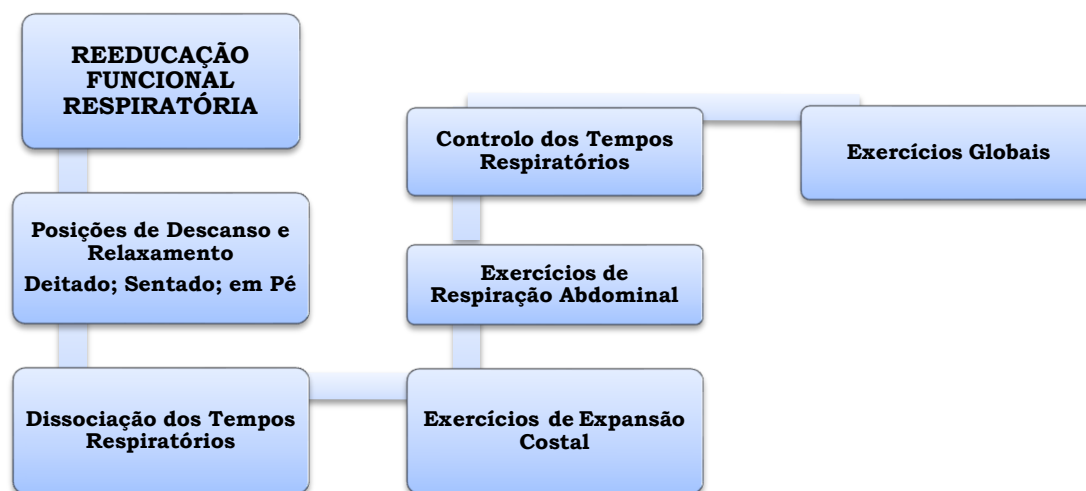 REEDUCAÇÃO
FUNCIONAL
RESPIRATÓRIA
Posições de Descanso e
Relaxamento
Deitado; Sentado; em Pé
Dissociação dos Tempos
Respiratórios
Exercícios de Expansão
Costal
Exercícios de
Respiração Abdominal
Controlo dos Tempos
Respiratórios
Exercícios Globais